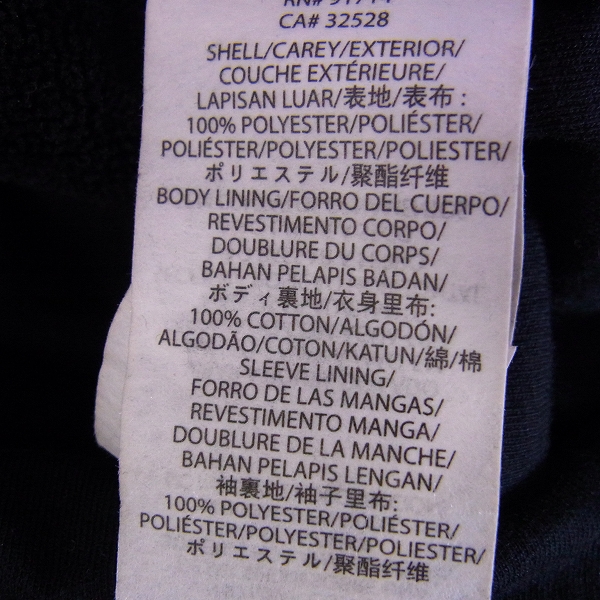 CA# 32528
SHELL/CAREY/EXTERIOR/
COUCHE EXTÉRIEURE/
LAPISAN LUAR/表地/表布:
100% POLYESTER/POLIÉSTER/
POLIÉSTER/POLYESTER/POLIESTER/
ポリエステル/聚酯纤维
BODY LINING/FORRO DEL CUERPO/
REVESTIMENTO CORPO/
DOUBLURE DU CORPS/
BAHAN PELAPIS BADAN/
ボディ裏地/衣身里布:
100% COTTON/ALGODÓN/
ALGODÃO/COTON/KATUN/綿/棉
SLEEVE LINING/
FORRO DE LAS MANGAS/
REVESTIMENTO MANGA/
DOUBLURE DE LA MANCHE/
BAHAN PELAPIS LENGAN/
袖裏地/袖子里布:
100% POLYESTER/POLIÉSTER/
POLIÉSTER/POLYESTER/POLIESTER/
ポリエステル/聚酯纤维